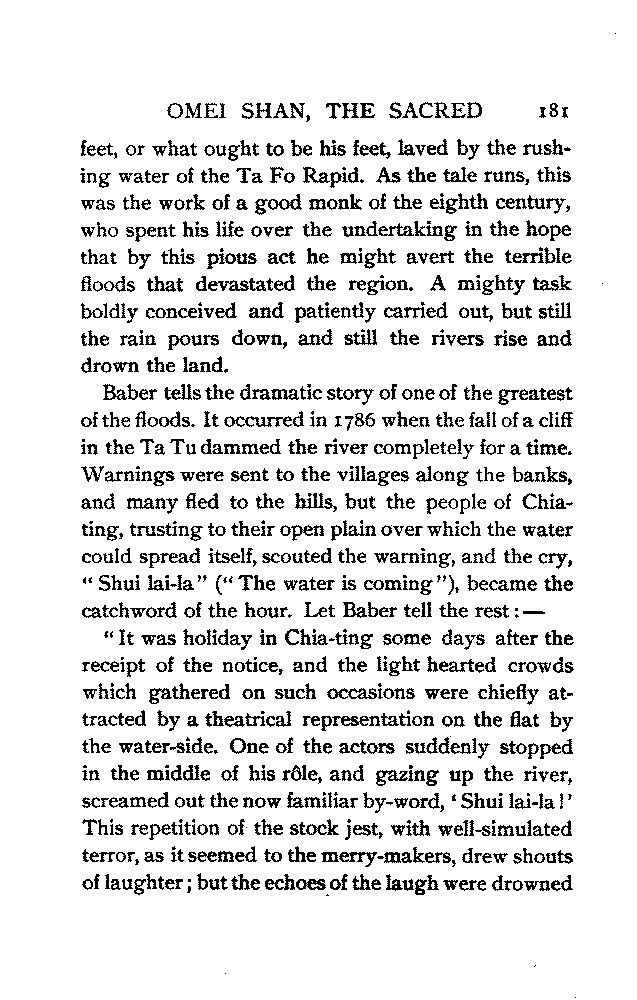 OMEI SHAN, THE SACRED 181
feet, or what ought to be his feet, laved by the rush-
ing water of the Ta Fo Rapid. As the tale runs, this
was the work of a good monk of the eighth century,
who spent his life over the undertaking in the hope
that by this pious act he might avert the terrible
floods that devastated the region. A mighty task
boldly conceived and patiently carried out, but still
the rain pours down, and still the rivers rise and
drown the land.
Baber tells the dramatic story of one of the greatest
of the floods. It occurred in 1786 when the fall of a cliff
in the Ta Tu dammed the river completely for a time.
Warnings were sent to the villages along the banks,
and many fled to the hills, but the people of Chia-
ting, trusting to their open plain over which the water
could spread itself, scouted the warning, and the cry,
“Shui lai-la” (“The water is coming”), became the
catchword of the hour. Let Baber tell the rest:—
“It was holiday in Chia-ting some days after the
receipt of the notice, and the light hearted crowds
which gathered on such occasions were chiefly at-
tracted by a theatrical representation on the flat by
the water-side. One of the actors suddenly stopped
in the middle of his rôle, and gazing up the river,
screamed out the now familiar by-word, ‘Shui lai-la!’
This repetition of the stock jest, with well-simulated
terror, as it seemed to the merry-makers, drew shouts
of laughter; but the echoes of the laugh were drowned